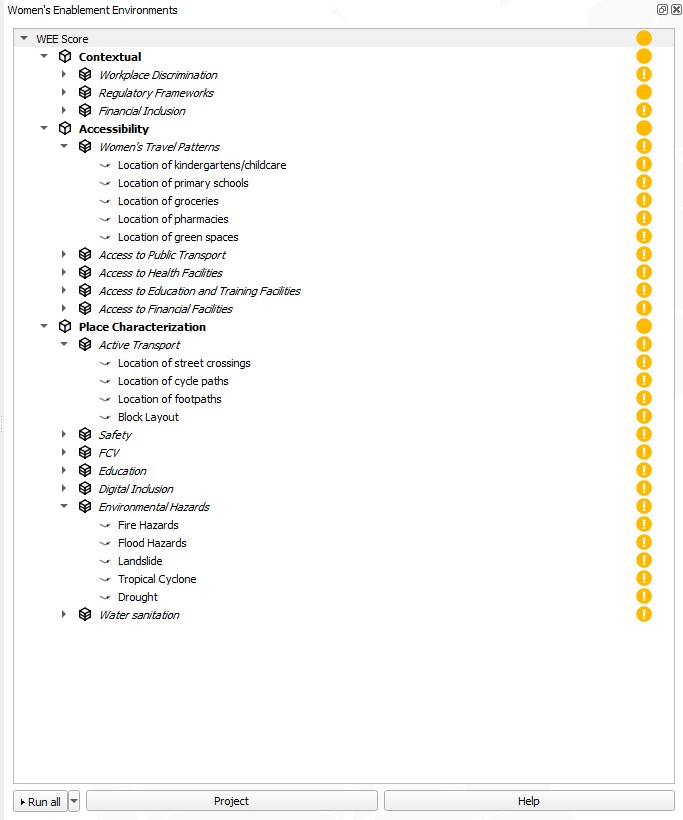 Women's Enablement Environments
WEE Score
Contextual
Workplace Discrimination
Regulatory Frameworks
Financial Inclusion
Accessibility
Women's Travel Patterns
Location of kindergartens/childcare
Location of primary schools
Location of groceries
Location of pharmacies
Location of green spaces
Access to Public Transport
Access to Health Facilities
Access to Education and Training Facilities
Access to Financial Facilities
Place Characterization
Active Transport
Location of street crossings
Location of cycle paths
Location of footpaths
Block Layout
Safety
FCV
Education
Digital Inclusion
Environmental Hazards
Fire Hazards
Flood Hazards
Landslide
Tropical Cyclone
Drought
Water sanitation
Run all Project Help